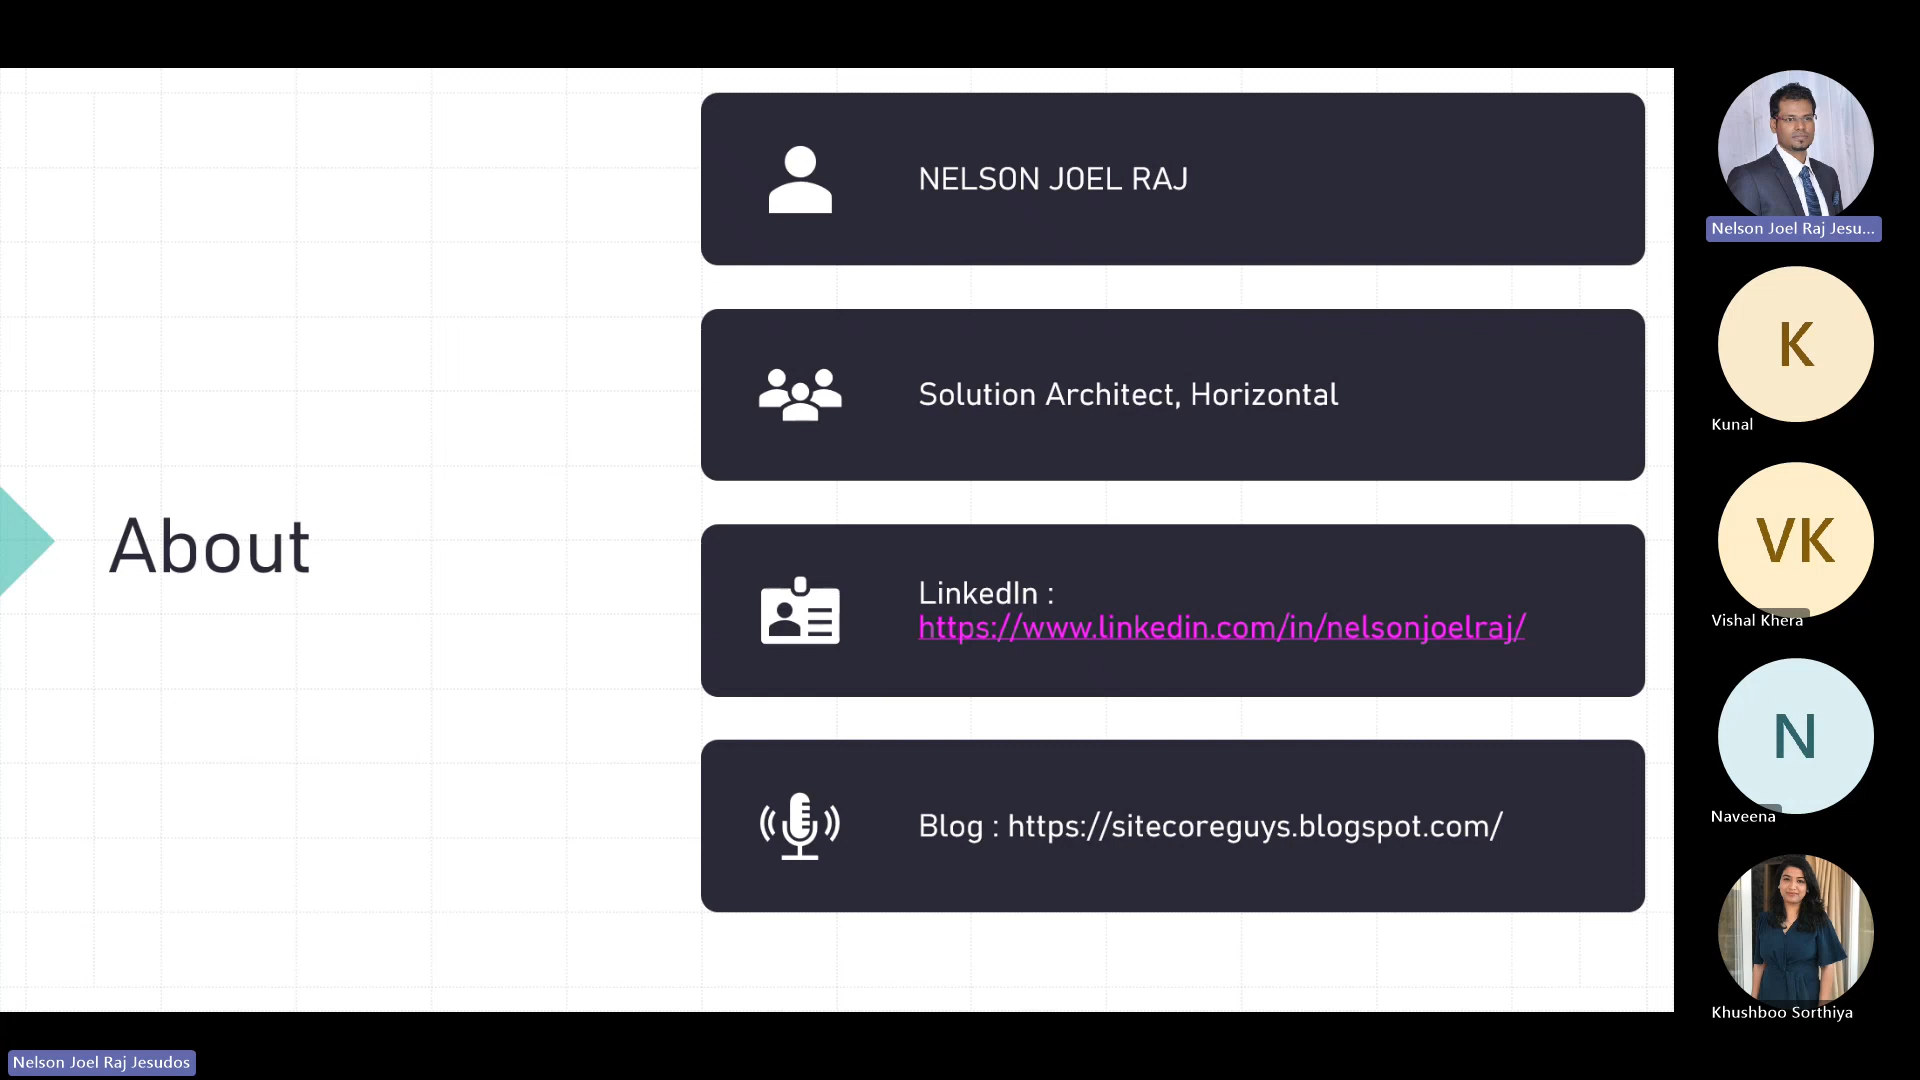 About
NELSON JOEL RAJ
Solution Architect, Horizontal
LinkedIn :
https://www.linkedin.com/in/nelsonjoelraj/
Blog : https://sitecoreguys.blogspot.com/
Nelson Joel Raj Jesu...
K
Kunal
VK
Vishal Khera
N
Naveena
Khushboo Sorthiya
Nelson Joel Raj Jesudos